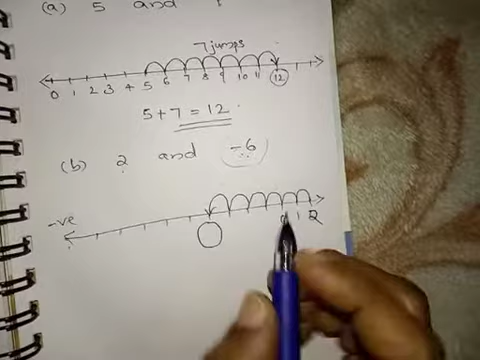 (a) 5 and
7 jumps
0 1 2 3 4 5 6 7 8 9 10 11 12
5 + 7 = 12
(b) 2 and -6
-ve 0 1 2